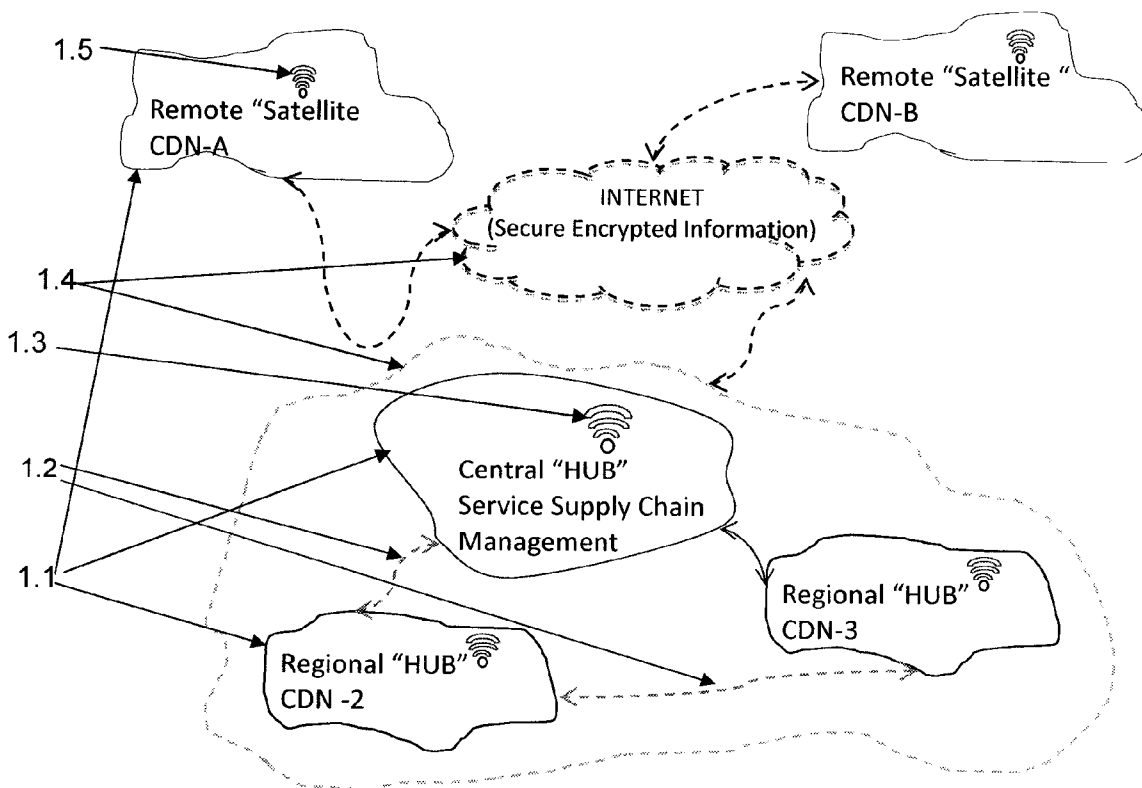 1.5
Remote “Satellite
CDN-A
Remote “Satellite “
CDN-B
INTERNET
(Secure Encrypted Information)
1.4
1.3
Central “HUB”
Service Supply Chain
Management
1.2
1.1
Regional “HUB”
CDN-3
Regional “HUB”
CDN -2